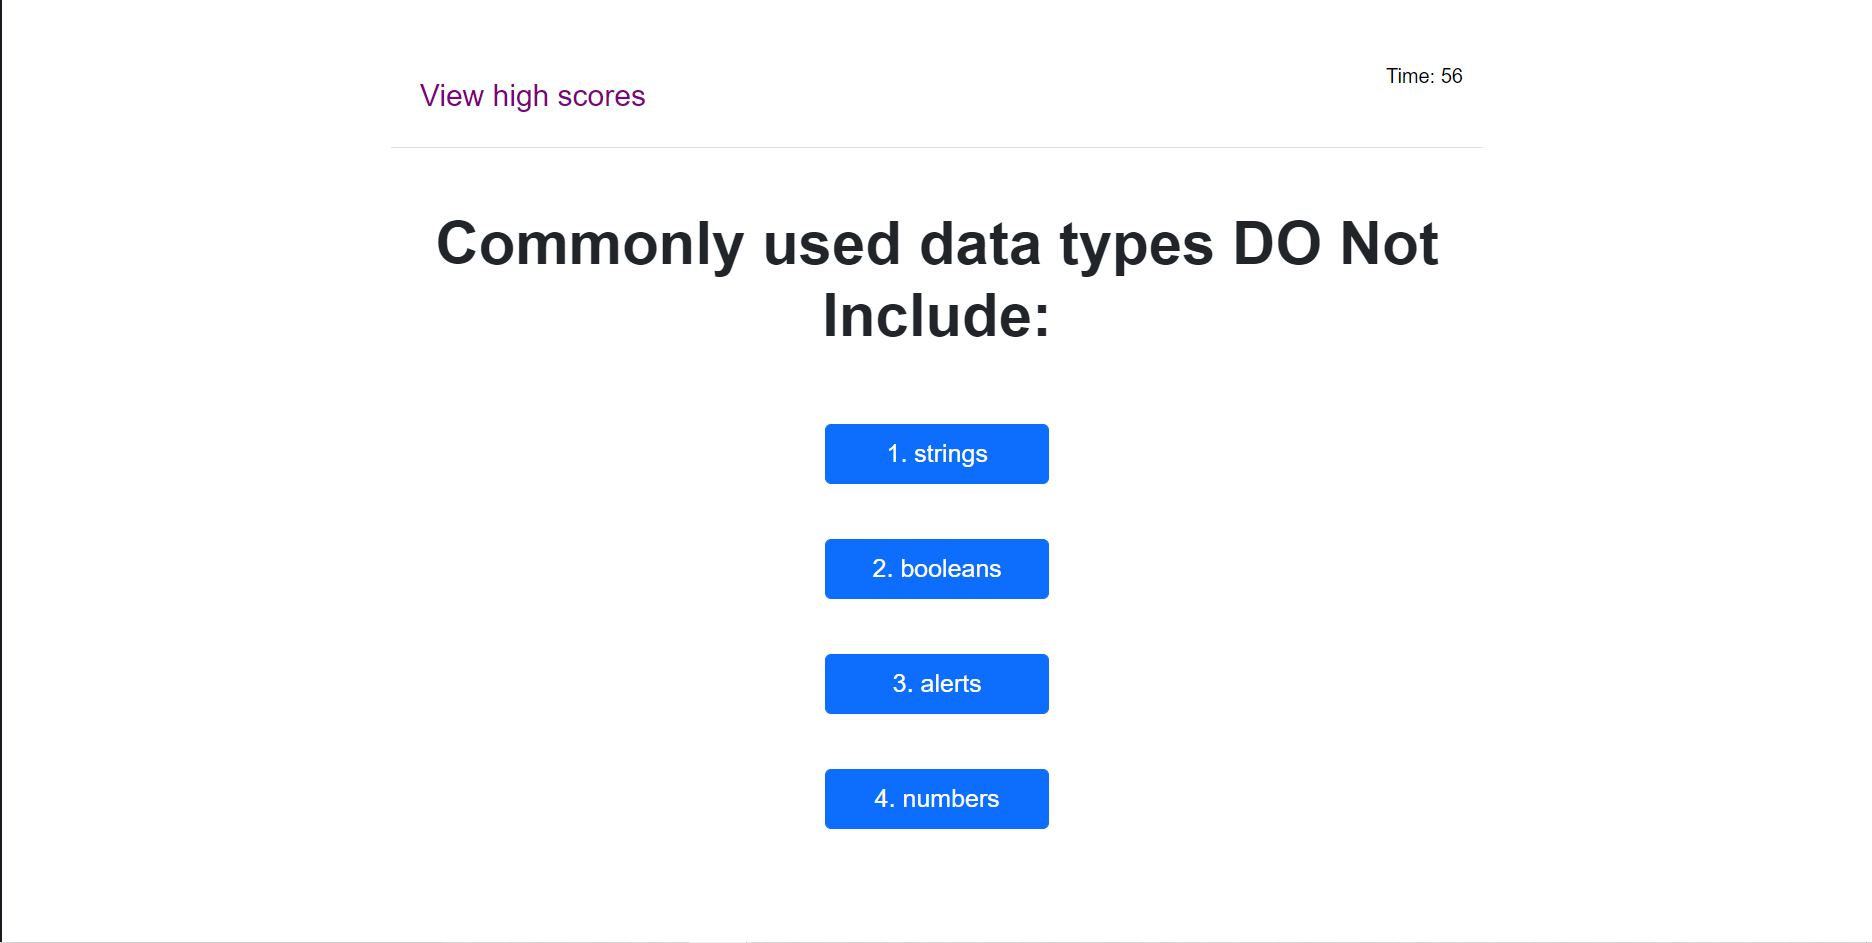 View high scores
Time: 56
Commonly used data types DO Not
Include:
1. strings
2. booleans
3. alerts
4. numbers